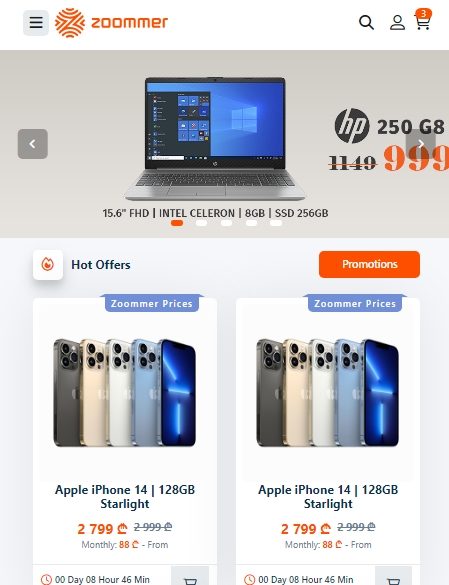 zoommer
3
hp 250 G8
1149 999
15.6" FHD | INTEL CELERON | 8GB | SSD 256GB
Hot Offers
Promotions
Zoommer Prices
Apple iPhone 14 | 128GB
Starlight
2 799 ₾ 2 999 ₾
Monthly: 88 ₾ - From
00 Day 08 Hour 46 Min
Zoommer Prices
Apple iPhone 14 | 128GB
Starlight
2 799 ₾ 2 999 ₾
Monthly: 88 ₾ - From
00 Day 08 Hour 46 Min